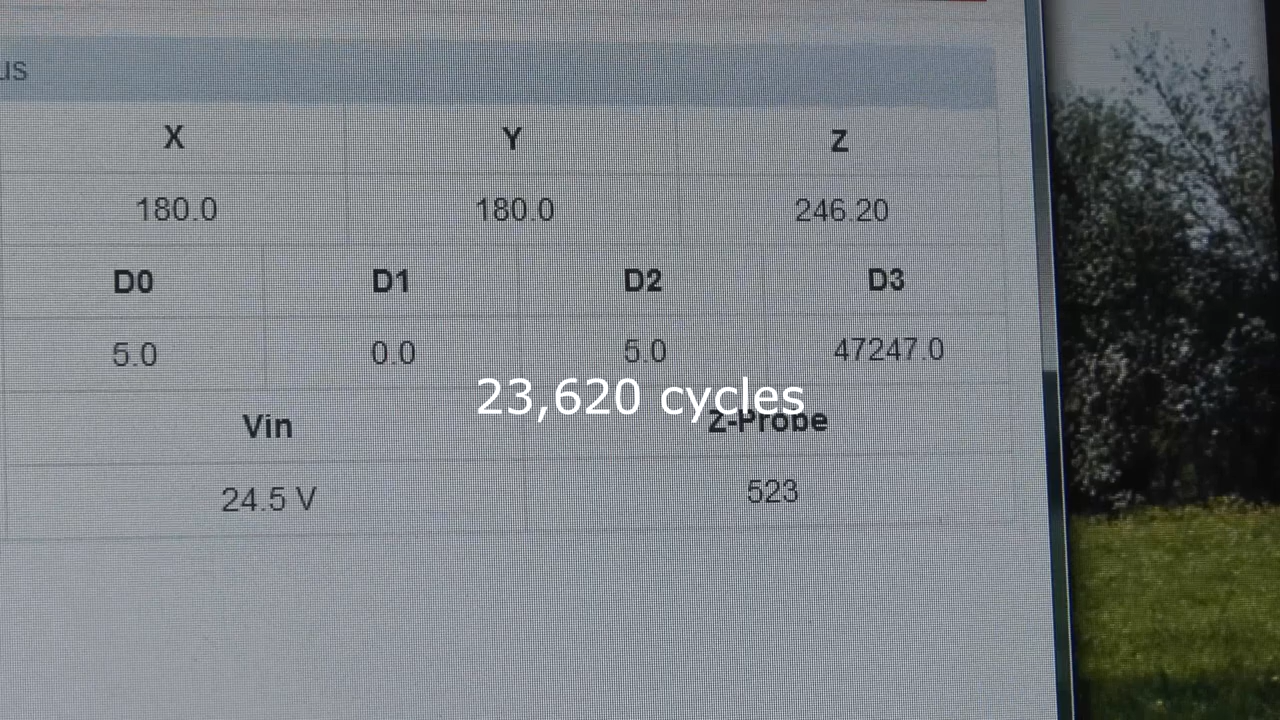 us
X Y Z
180.0 180.0 246.20
D0 D1 D2 D3
5.0 0.0 5.0 47247.0
23,620 cycles
Vin Z-Probe
24.5 V 523